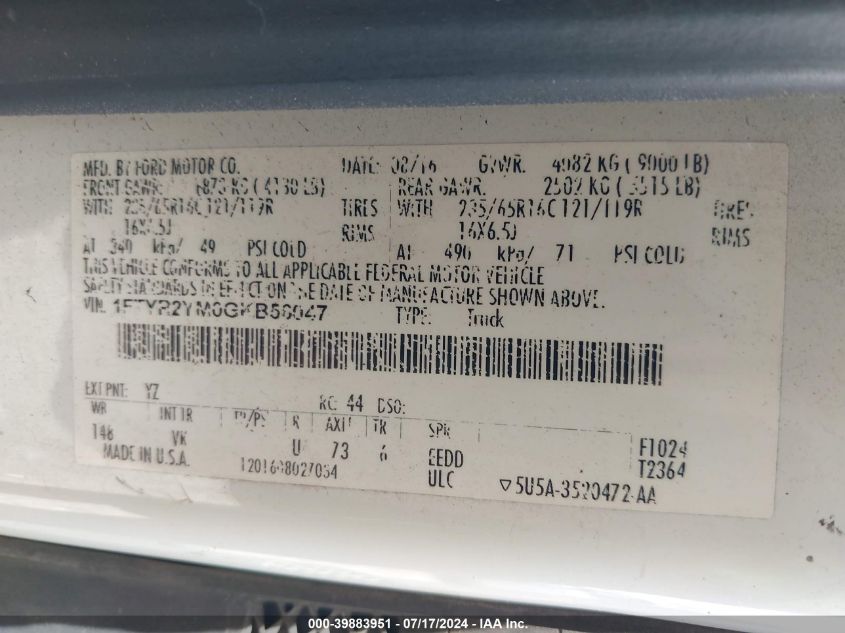 MFD. BY FORD MOTOR CO. DATE: 08/16 GVWR. 4082 KG ( 9000 LB)
FRONT GAWR: KG ( 4130 LB) REAR GAWR. 2502 KG ( 5515 LB)
WITH 235/65R16C 121/119R TIRES WITH 235/65R16C 121/119R TIRES
16X6.5J RIMS 16X6.5J RIMS
AT 340 kPa/ 49 PSI COLD AT 490 kPa/ 71 PSI COLD
THIS VEHICLE CONFORMS TO ALL APPLICABLE FEDERAL MOTOR VEHICLE
SAFETY STANDARDS IN EFFECT ON THE DATE OF MANUFACTURE SHOWN ABOVE
VIN: TYPE: Truck
EXT PNT: YZ RC: 44 DSO:
WB INT TR TP/PS R AXLE TR SPR
148 VK U 73 6 EEDD F1024
MADE IN U.S.A. ULC T2364
▽5U5A-3520472-AA
000-39883951 - 07/17/2024 - IAA Inc.